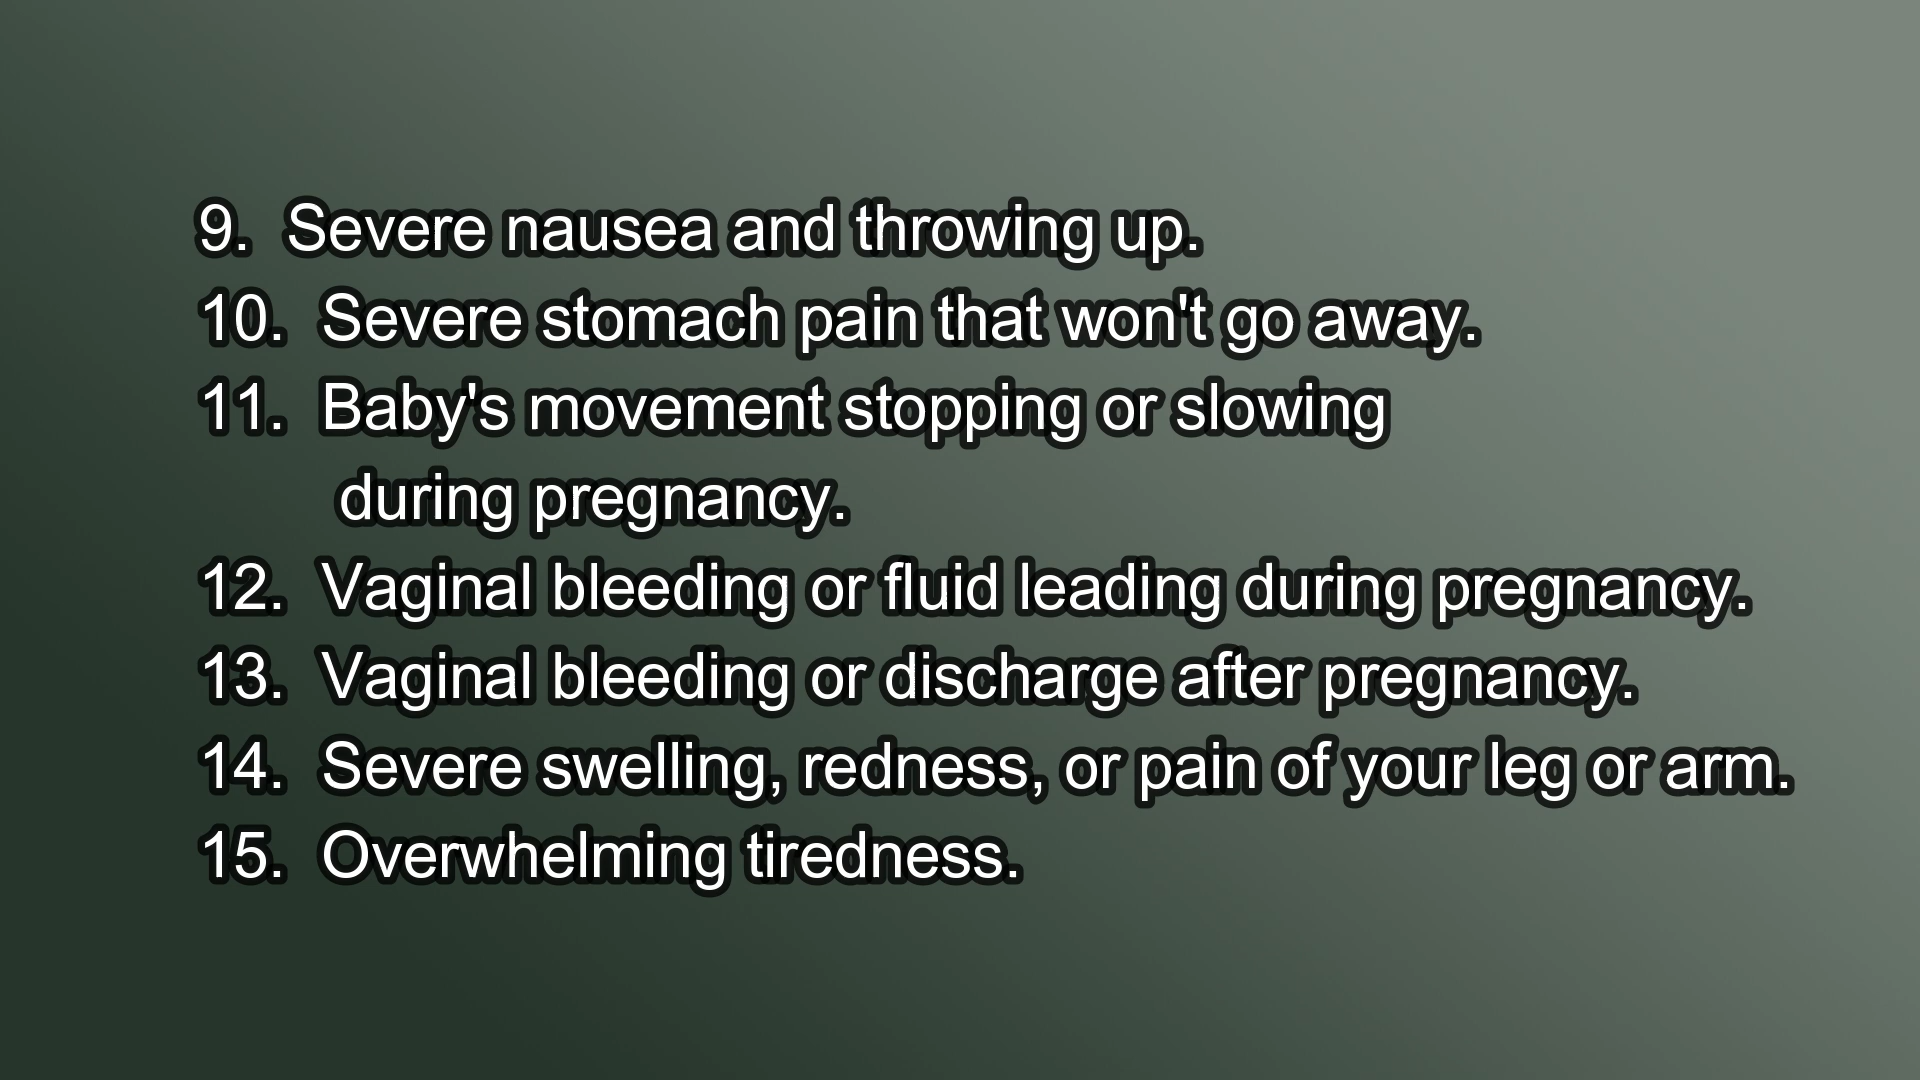 9.  Severe nausea and throwing up.
10.  Severe stomach pain that won't go away.
11.  Baby's movement stopping or slowing
during pregnancy.
12.  Vaginal bleeding or fluid leading during pregnancy.
13.  Vaginal bleeding or discharge after pregnancy.
14.  Severe swelling, redness, or pain of your leg or arm.
15.  Overwhelming tiredness.